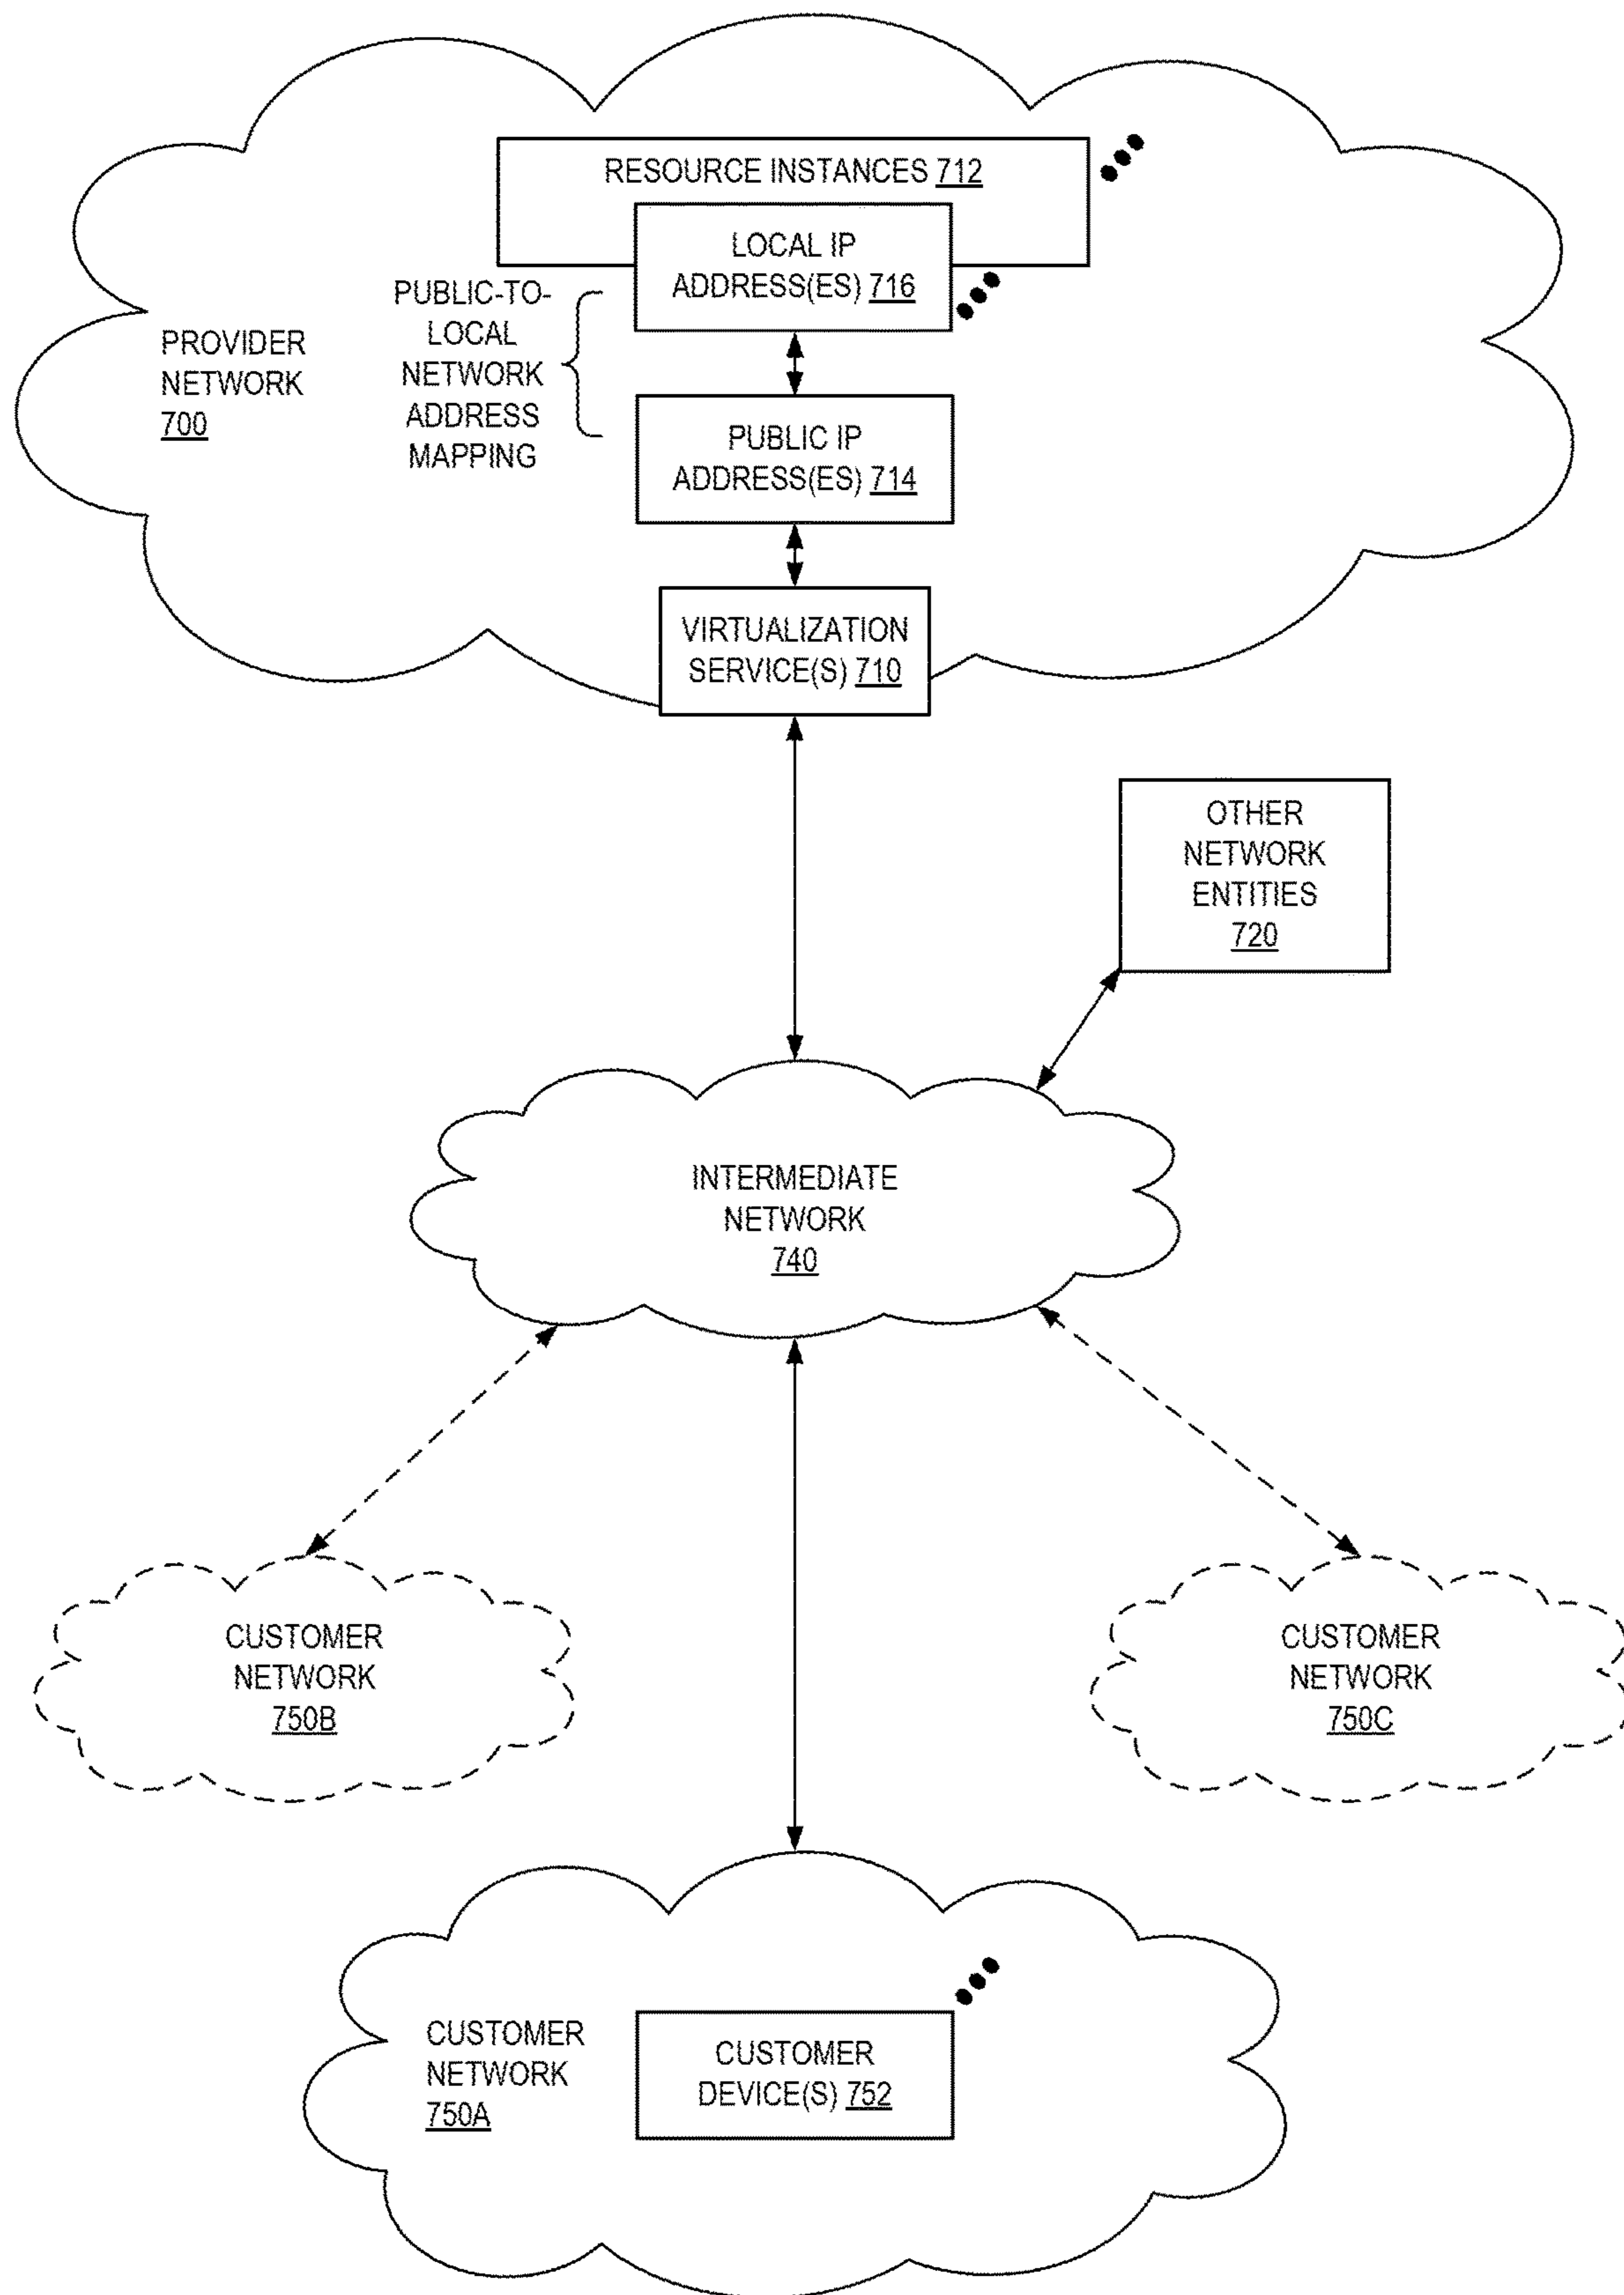 RESOURCE INSTANCES 712
LOCAL IP
ADDRESS(ES) 716
PUBLIC-TO-
LOCAL
NETWORK
ADDRESS
MAPPING
PROVIDER
NETWORK
700
PUBLIC IP
ADDRESS(ES) 714
VIRTUALIZATION
SERVICE(S) 710
OTHER
NETWORK
ENTITIES
720
INTERMEDIATE
NETWORK
740
CUSTOMER
NETWORK
750B
CUSTOMER
NETWORK
750C
CUSTOMER
NETWORK
750A
CUSTOMER
DEVICE(S) 752